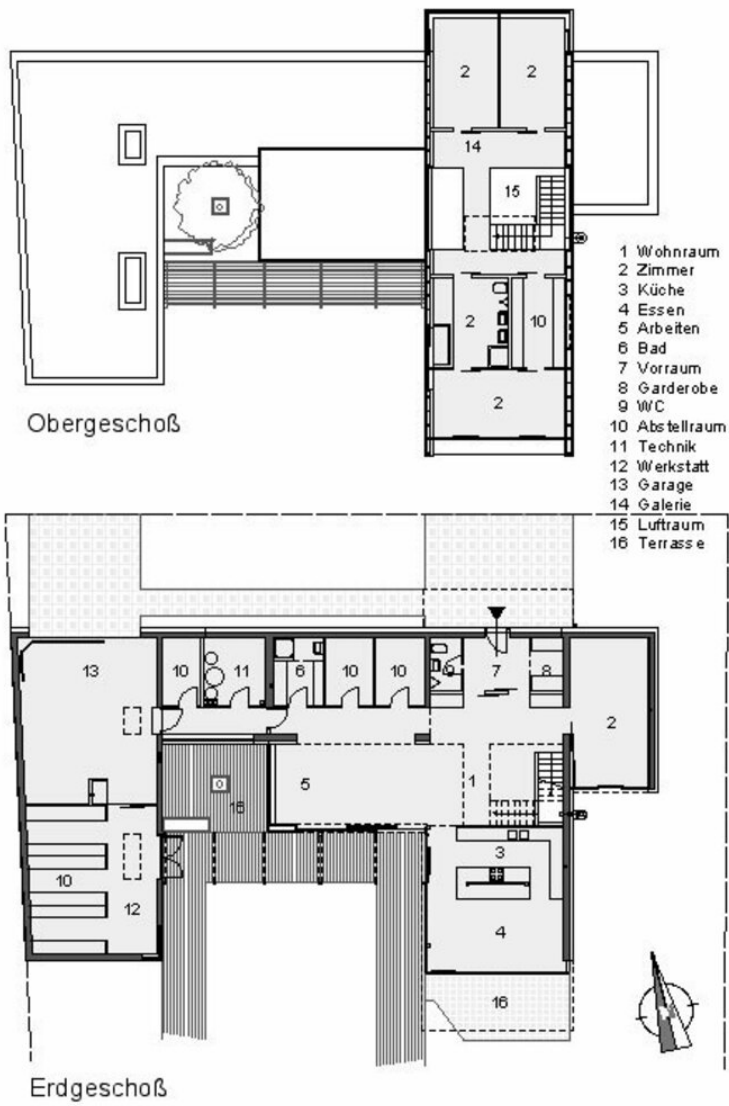 2 2
14
15
2 10
2
Obergeschoß
1 Wohnraum
2 Zimmer
3 Küche
4 Essen
5 Arbeiten
6 Bad
7 Vorraum
8 Garderobe
9 WC
10 Abstellraum
11 Technik
12 Werkstatt
13 Garage
14 Galerie
15 Luftraum
16 Terrasse
13 10 11 6 10 10 9 7 8
2
5 1
16
3
10 12
4
16
Erdgeschoß